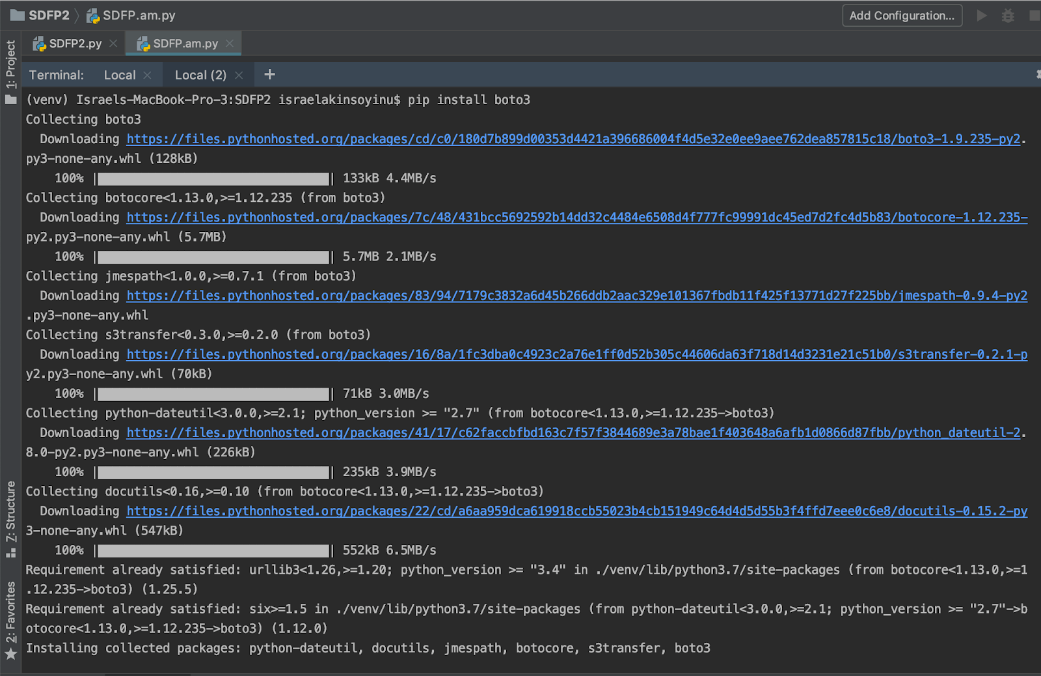 SDFP2 SDFP.am.py Add Configuration...
SDFP2.py SDFP.am.py
Terminal: Local Local (2) +
(venv) Israels-MacBook-Pro-3:SDFP2 israelakinsoyinu$ pip install boto3
Collecting boto3
Downloading https://files.pythonhosted.org/packages/cd/c0/180d7b899d00353d4421a396686004f4d5e32e0ee9aee762dea857815c18/boto3-1.9.235-py2.
py3-none-any.whl (128kB)
100% || 133kB 4.4MB/s
Collecting botocore<1.13.0,>=1.12.235 (from boto3)
Downloading https://files.pythonhosted.org/packages/7c/48/431bcc5692592b14dd32c4484e6508d4f777fc99991dc45ed7d2fc4d5b83/botocore-1.12.235-
py2.py3-none-any.whl (5.7MB)
100% || 5.7MB 2.1MB/s
Collecting jmespath<1.0.0,>=0.7.1 (from boto3)
Downloading https://files.pythonhosted.org/packages/83/94/7179c3832a6d45b266ddb2aac329e101367fbdb11f425f13771d27f225bb/jmespath-0.9.4-py2
.py3-none-any.whl
Collecting s3transfer<0.3.0,>=0.2.0 (from boto3)
Downloading https://files.pythonhosted.org/packages/16/8a/1fc3dba0c4923c2a76e1ff0d52b305c44606da63f718d14d3231e21c51b0/s3transfer-0.2.1-p
y2.py3-none-any.whl (70kB)
100% || 71kB 3.0MB/s
Collecting python-dateutil<3.0.0,>=2.1; python_version >= "2.7" (from botocore<1.13.0,>=1.12.235->boto3)
Downloading https://files.pythonhosted.org/packages/41/17/c62faccbfbd163c7f57f3844689e3a78bae1f403648a6afb1d0866d87fbb/python_dateutil-2.
8.0-py2.py3-none-any.whl (226kB)
100% || 235kB 3.9MB/s
Collecting docutils<0.16,>=0.10 (from botocore<1.13.0,>=1.12.235->boto3)
Downloading https://files.pythonhosted.org/packages/22/cd/a6aa959dca619918ccb55023b4cb151949c64d4d5d55b3f4ffd7eee0c6e8/docutils-0.15.2-py
3-none-any.whl (547kB)
100% || 552kB 6.5MB/s
Requirement already satisfied: urllib3<1.26,>=1.20; python_version >= "3.4" in ./venv/lib/python3.7/site-packages (from botocore<1.13.0,>=1
.12.235->boto3) (1.25.5)
Requirement already satisfied: six>=1.5 in ./venv/lib/python3.7/site-packages (from python-dateutil<3.0.0,>=2.1; python_version >= "2.7"->b
otocore<1.13.0,>=1.12.235->boto3) (1.12.0)
Installing collected packages: python-dateutil, docutils, jmespath, botocore, s3transfer, boto3
1: Project
Z: Structure
2: Favorites